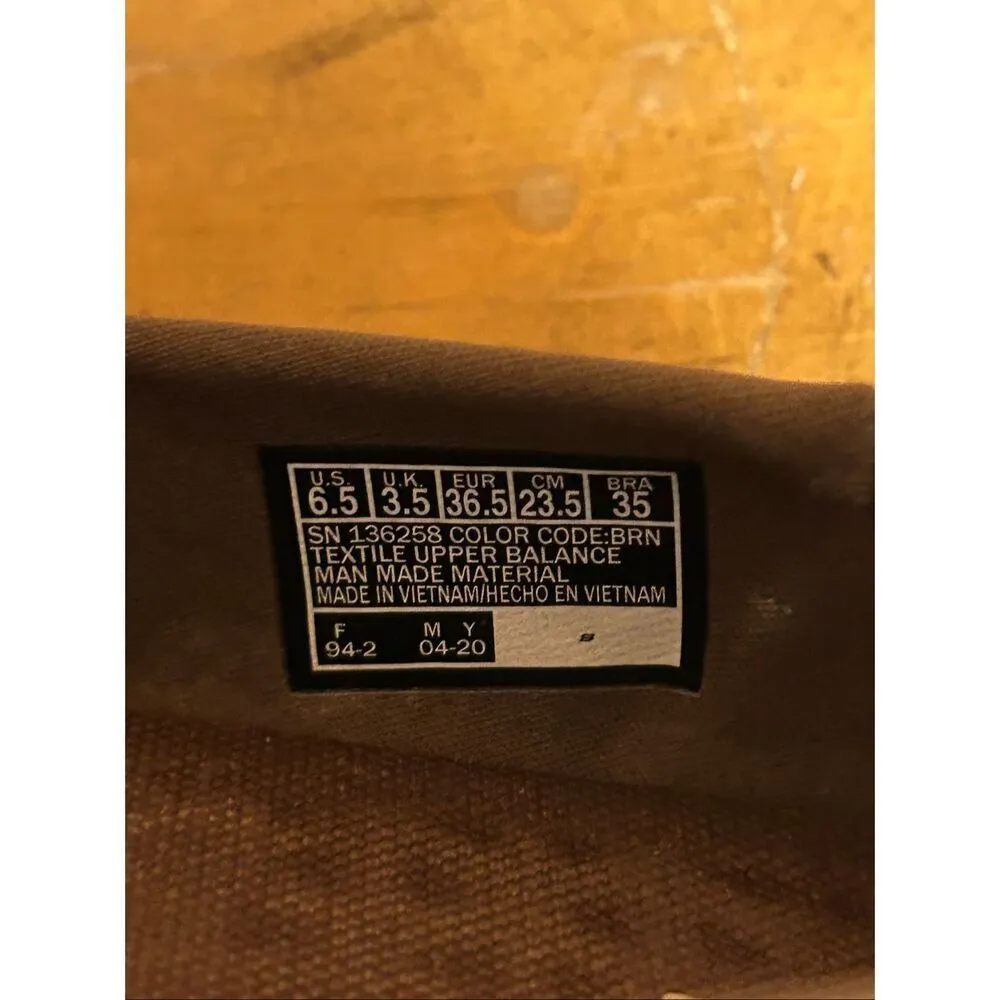 U.S. U.K. EUR CM BRA
6.5 3.5 36.5 23.5 35
SN 136258 COLOR CODE:BRN
TEXTILE UPPER BALANCE
MAN MADE MATERIAL
MADE IN VIETNAM/HECHO EN VIETNAM
F M Y
94-2 04-20